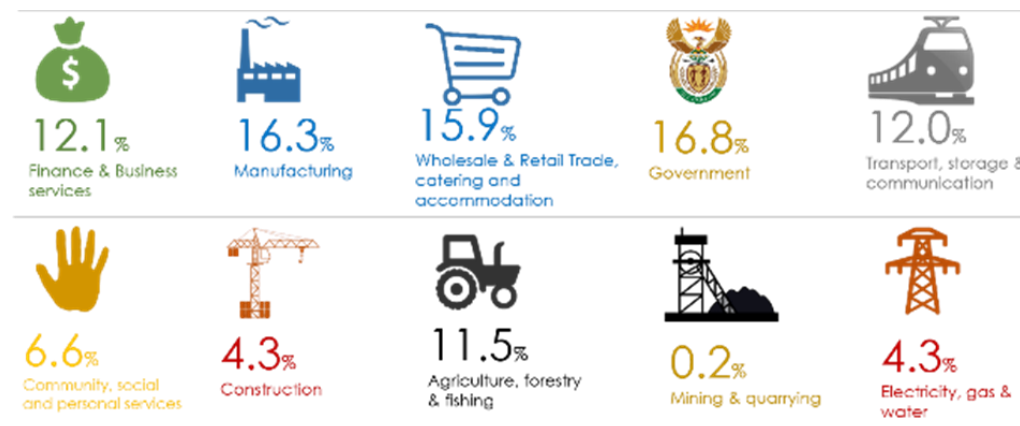 $
12.1%
Finance & Business
services
16.3%
Manufacturing
15.9%
Wholesale & Retail Trade,
catering and
accommodation
16.8%
Government
12.0%
Transport, storage &
communication
6.6%
Community, social
and personal services
4.3%
Construction
11.5%
Agriculture, forestry
& fishing
0.2%
Mining & quarrying
4.3%
Electricity, gas &
water